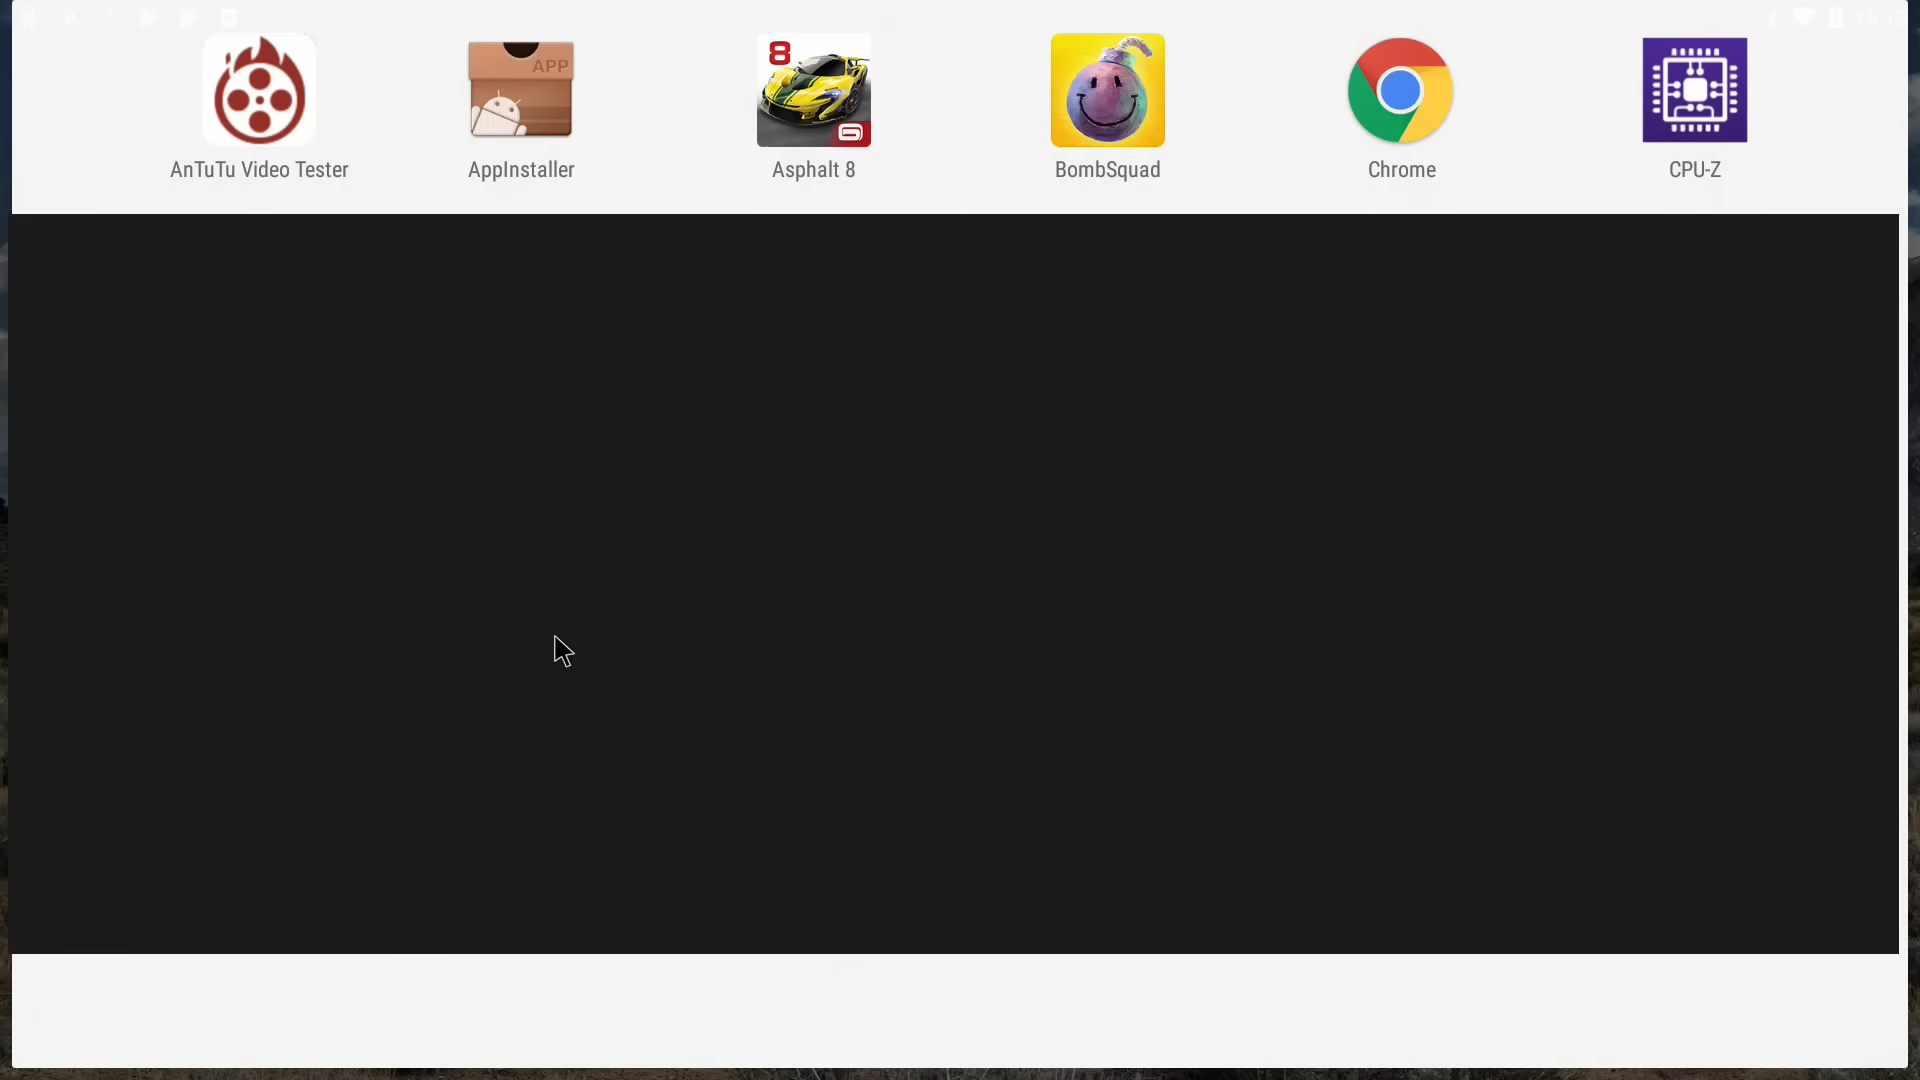 APP
8
AnTuTu Video Tester
AppInstaller
Asphalt 8
BombSquad
Chrome
CPU-Z